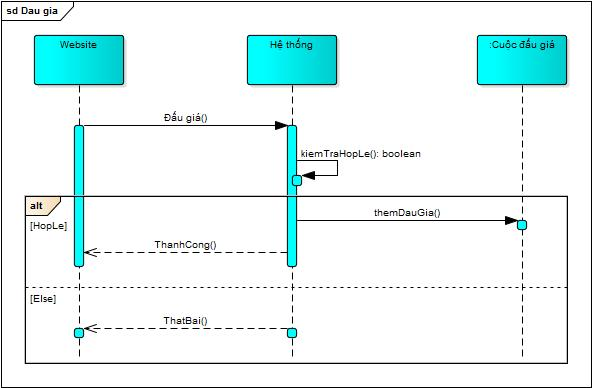 sd Dau gia
Website
Hệ thống
:Cuộc đấu giá
Đấu giá()
kiemTraHopLe(): boolean
alt
[HopLe]
themDauGia()
ThanhCong()
[Else]
ThatBai()